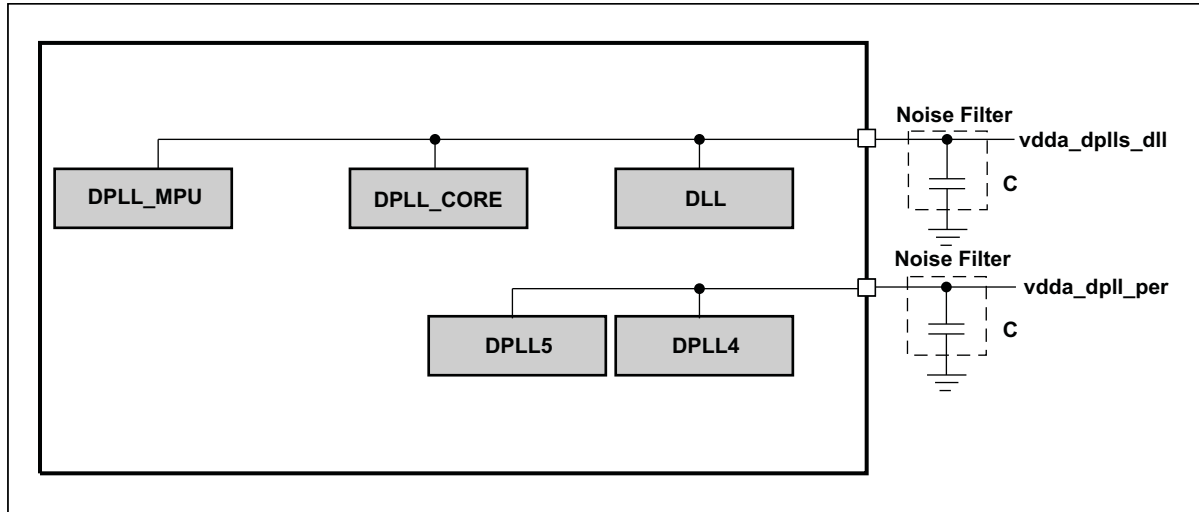 Noise Filter
vdda_dplls_dll
C
DPLL_MPU
DPLL_CORE
DLL
Noise Filter
vdda_dpll_per
C
DPLL5
DPLL4